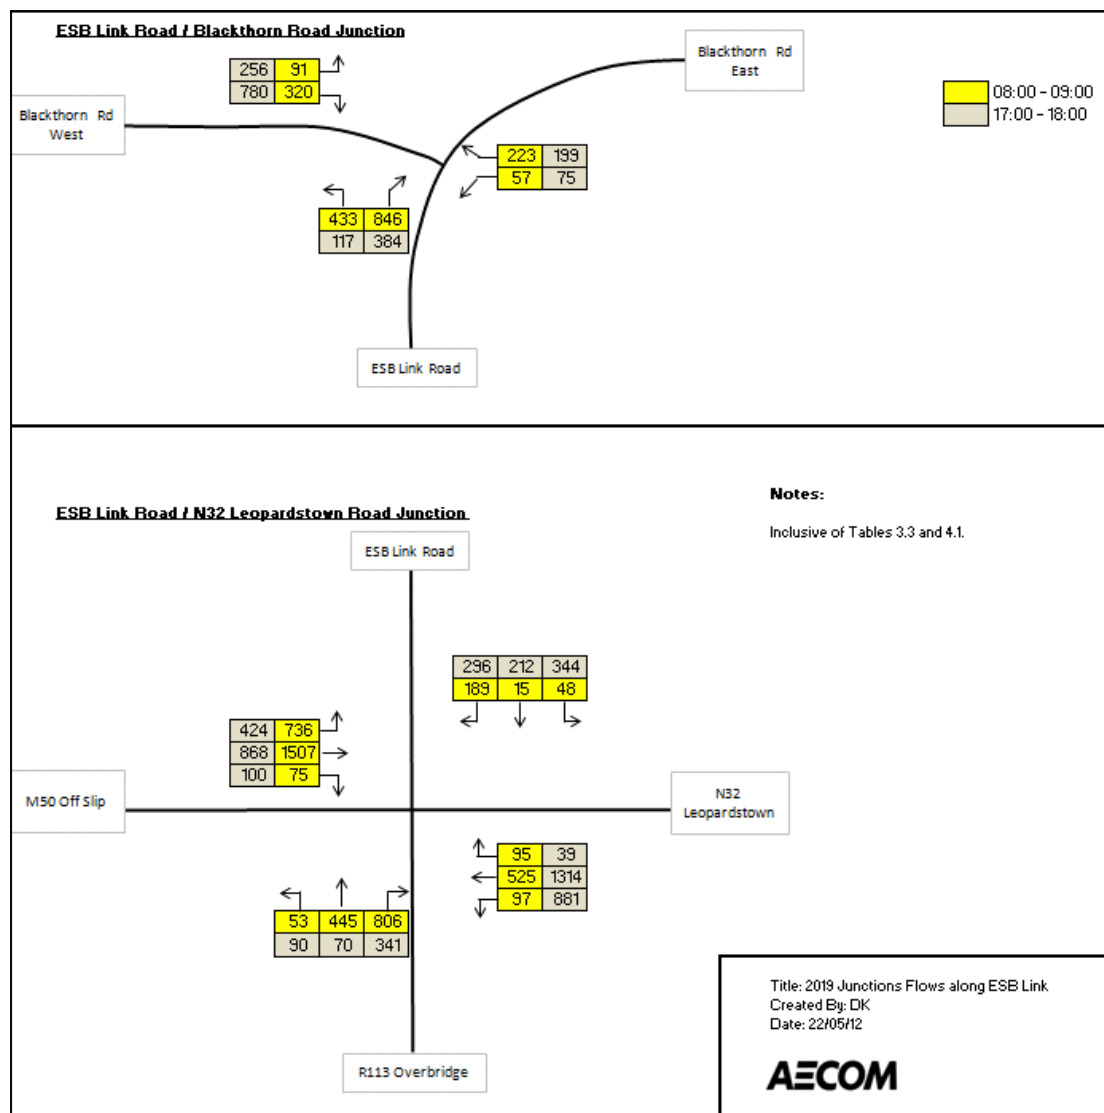 ESB Link Road / Blackthorn Road Junction
Blackthorn Rd
East
256 91
780 320
08:00 - 09:00
17:00 - 18:00
Blackthorn Rd
West
223 199
57 75
433 846
117 384
ESB Link Road
Notes:
Inclusive of Tables 3.3 and 4.1.
ESB Link Road / N32 Leopardstown Road Junction
ESB Link Road
296 212 344
189 15 48
424 736
868 1507
100 75
M50 Off Slip
N32
Leopardstown
95 39
525 1314
97 881
53 445 806
90 70 341
R113 Overbridge
Title: 2019 Junctions Flows along ESB Link
Created By: DK
Date: 22/05/12
AECOM